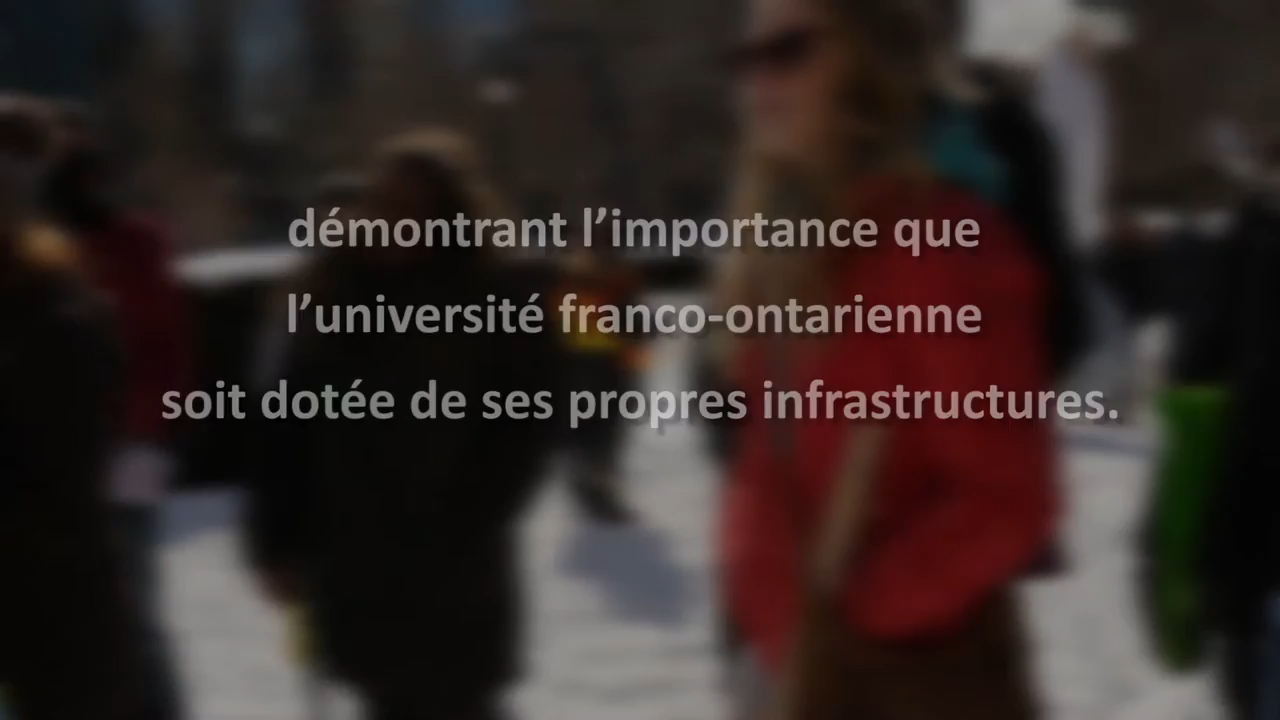 démontrant l’importance que
l’université franco-ontarienne
soit dotée de ses propres infrastructures.